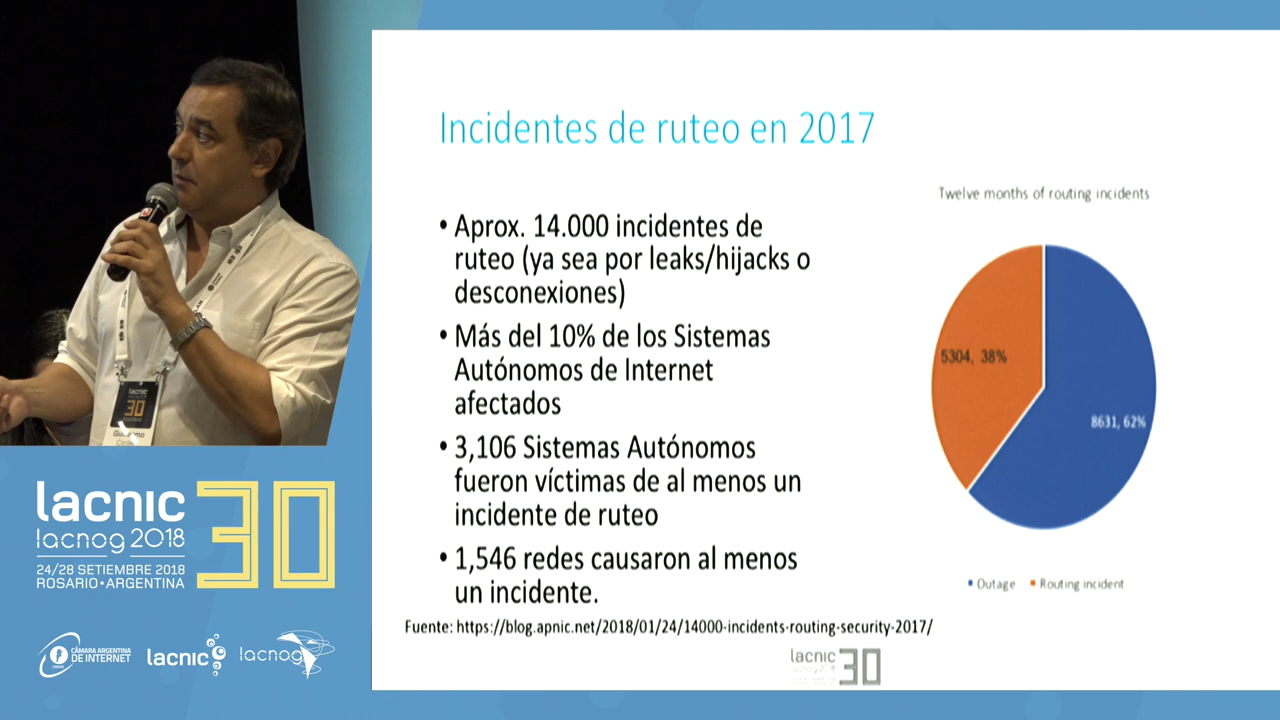 Incidentes de ruteo en 2017
• Aprox. 14.000 incidentes de
ruteo (ya sea por leaks/hijacks o
desconexiones)
• Más del 10% de los Sistemas
Autónomos de Internet
afectados
• 3,106 Sistemas Autónomos
fueron víctimas de al menos un
incidente de ruteo
• 1,546 redes causaron al menos
un incidente.
Fuente: https://blog.apnic.net/2018/01/24/14000-incidents-routing-security-2017/
Twelve months of routing incidents
5304, 38%
8631, 62%
Outage
Routing incident
lacnic
30
lacnic
30
Guillermo
lacnic
lacnog 2018
24/28 SETIEMBRE 2018
ROSARIO • ARGENTINA
30
CÁMARA ARGENTINA
DE INTERNET
lacnic
lacnog